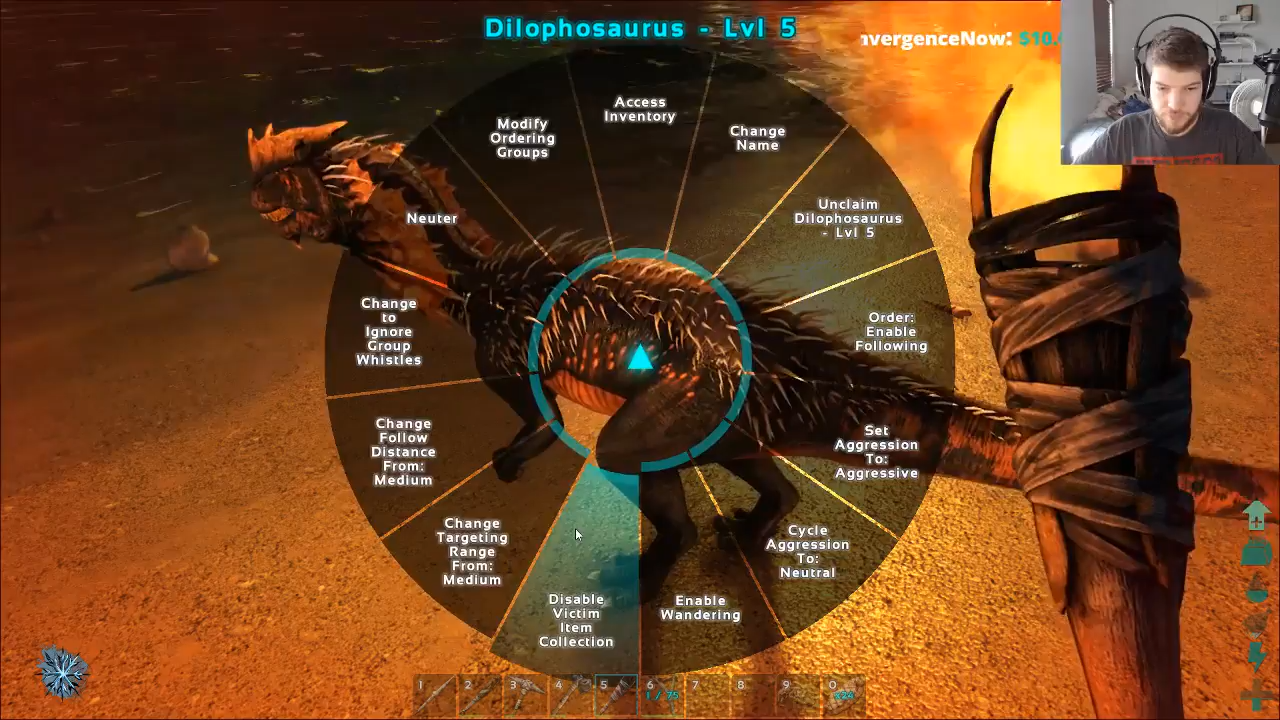 Dilophosaurus - Lvl 5
nvergenceNow: $10.
Access
Inventory
Modify
Ordering
Groups
Change
Name
Neuter
Unclaim
Dilophosaurus
- Lvl 5
Change
to
Ignore
Group
Whistles
Order:
Enable
Following
Change
Follow
Distance
From:
Medium
Set
Aggression
To:
Aggressive
Change
Targeting
Range
From:
Medium
Cycle
Aggression
To:
Neutral
Disable
Victim
Item
Collection
Enable
Wandering
1 2 3 4 5 6 7 8 9 0
1 / 75